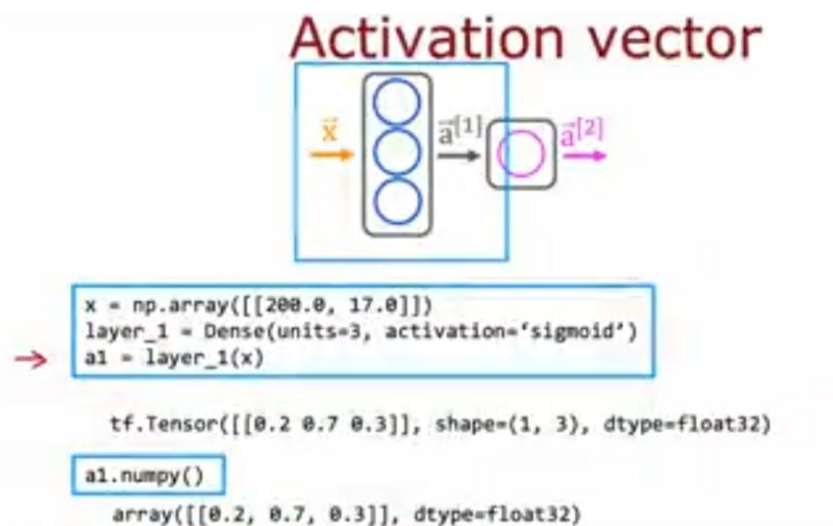 Activation vector
x⃗
a⃗[1]
a⃗[2]
x = np.array([[200.0, 17.0]])
layer_1 = Dense(units=3, activation=‘sigmoid’)
a1 = layer_1(x)
tf.Tensor([[0.2 0.7 0.3]], shape=(1, 3), dtype=float32)
a1.numpy()
array([[0.2, 0.7, 0.3]], dtype=float32)